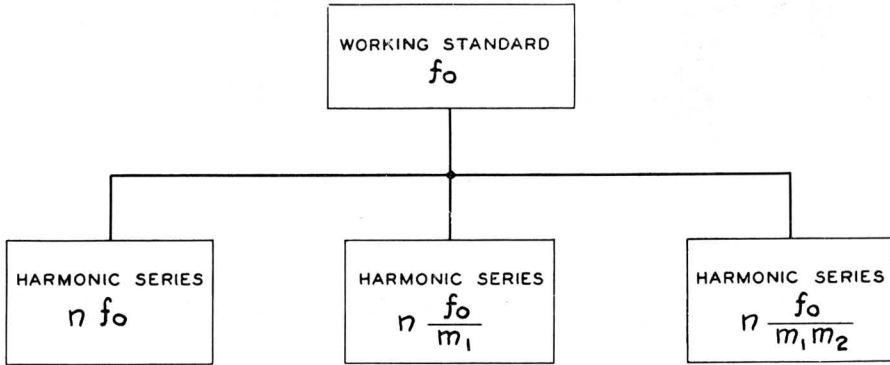 WORKING STANDARD
f0
HARMONIC SERIES
n f0
HARMONIC SERIES
n f0/m1
HARMONIC SERIES
n f0/m1m2